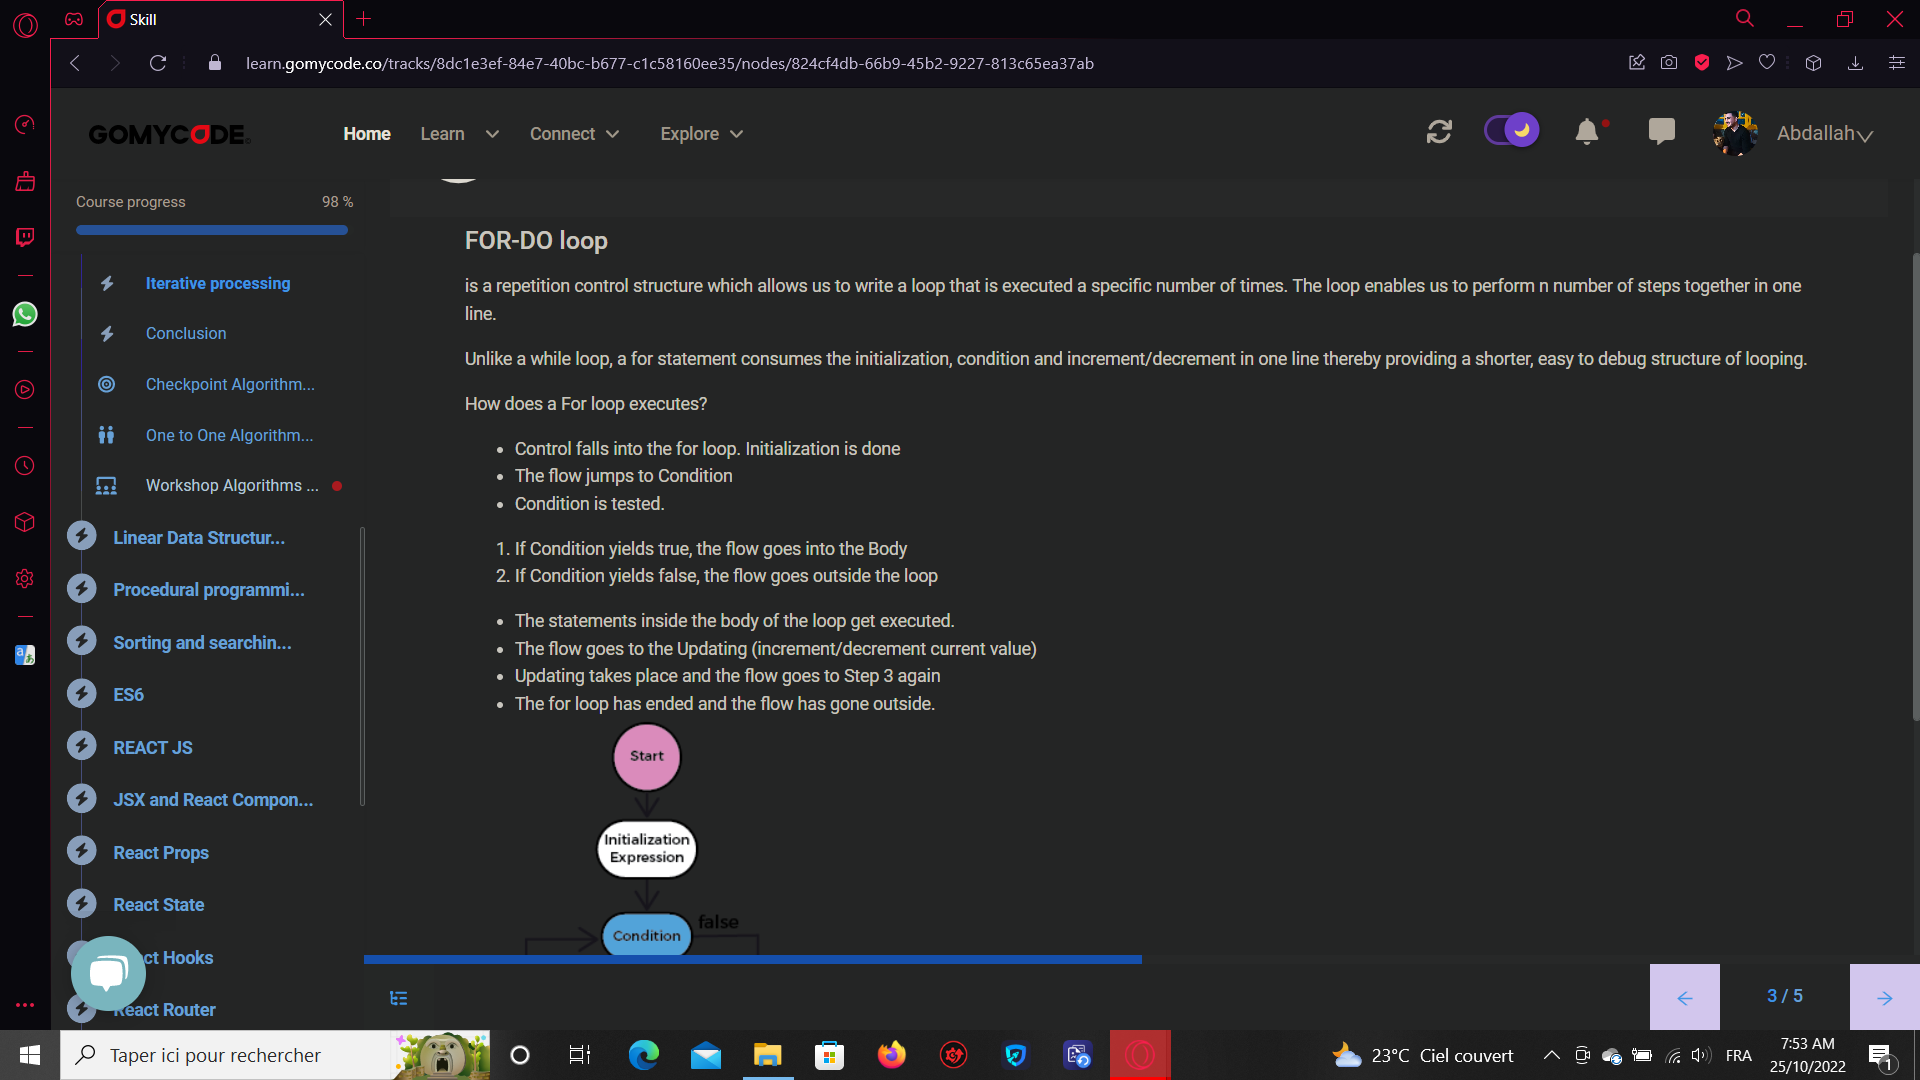 Skill
learn.gomycode.co/tracks/8dc1e3ef-84e7-40bc-b677-c1c58160ee35/nodes/824cf4db-66b9-45b2-9227-813c65ea37ab
GOMYCODE
Home
Learn
Connect
Explore
Abdallah
Course progress
98 %
Iterative processing
Conclusion
Checkpoint Algorithm...
One to One Algorithm...
Workshop Algorithms ...
Linear Data Structur...
Procedural programmi...
Sorting and searchin...
ES6
REACT JS
JSX and React Compon...
React Props
React State
ct Hooks
React Router
FOR-DO loop
is a repetition control structure which allows us to write a loop that is executed a specific number of times. The loop enables us to perform n number of steps together in one
line.
Unlike a while loop, a for statement consumes the initialization, condition and increment/decrement in one line thereby providing a shorter, easy to debug structure of looping.
How does a For loop executes?
• Control falls into the for loop. Initialization is done
• The flow jumps to Condition
• Condition is tested.
1. If Condition yields true, the flow goes into the Body
2. If Condition yields false, the flow goes outside the loop
• The statements inside the body of the loop get executed.
• The flow goes to the Updating (increment/decrement current value)
• Updating takes place and the flow goes to Step 3 again
• The for loop has ended and the flow has gone outside.
Start
Initialization
Expression
false
Condition
3 / 5
Taper ici pour rechercher
23°C Ciel couvert
FRA
7:53 AM
25/10/2022
1